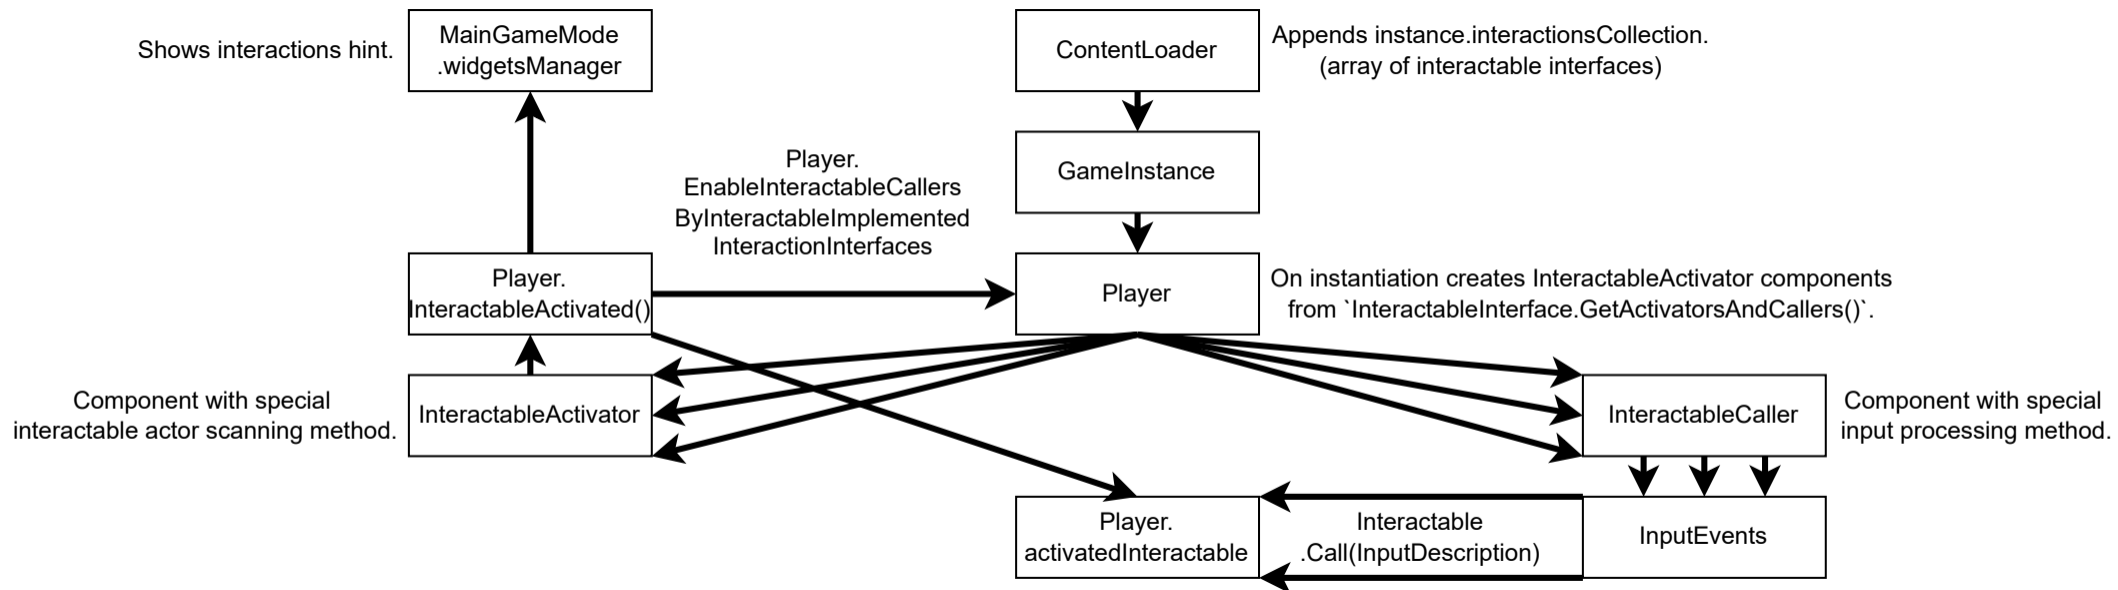 Shows interactions hint.
MainGameMode
.widgetsManager
ContentLoader
Appends instance.interactionsCollection.
(array of interactable interfaces)
GameInstance
Player.
EnableInteractableCallers
ByInteractableImplemented
InteractionInterfaces
Player.
InteractableActivated()
Player
On instantiation creates InteractableActivator components
from `InteractableInterface.GetActivatorsAndCallers()`.
Component with special
interactable actor scanning method.
InteractableActivator
InteractableCaller
Component with special
input processing method.
Player.
activatedInteractable
Interactable
.Call(InputDescription)
InputEvents